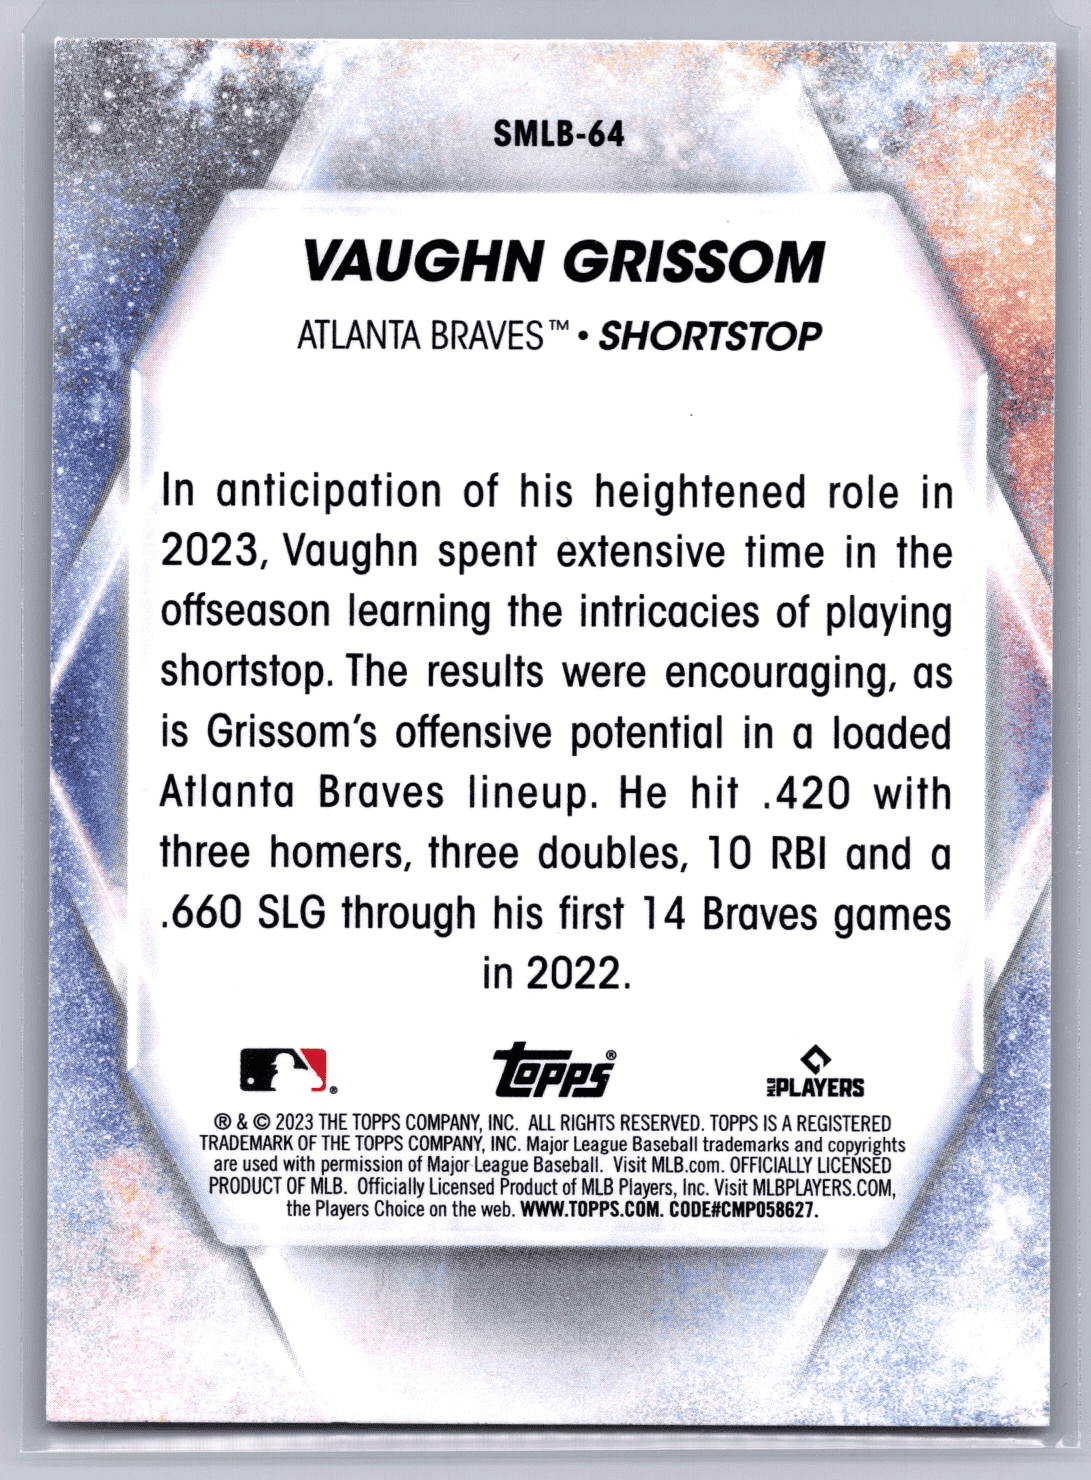 SMLB-64
VAUGHN GRISSOM
ATLANTA BRAVES™ • SHORTSTOP
In anticipation of his heightened role in
2023, Vaughn spent extensive time in the
offseason learning the intricacies of playing
shortstop. The results were encouraging, as
is Grissom's offensive potential in a loaded
Atlanta Braves lineup. He hit .420 with
three homers, three doubles, 10 RBI and a
.660 SLG through his first 14 Braves games
in 2022.
® Topps® MLB PLAYERS
® & © 2023 THE TOPPS COMPANY, INC. ALL RIGHTS RESERVED. TOPPS IS A REGISTERED
TRADEMARK OF THE TOPPS COMPANY, INC. Major League Baseball trademarks and copyrights
are used with permission of Major League Baseball. Visit MLB.com. OFFICIALLY LICENSED
PRODUCT OF MLB. Officially Licensed Product of MLB Players, Inc. Visit MLBPLAYERS.COM,
the Players Choice on the web. WWW.TOPPS.COM. CODE#CMP058627.